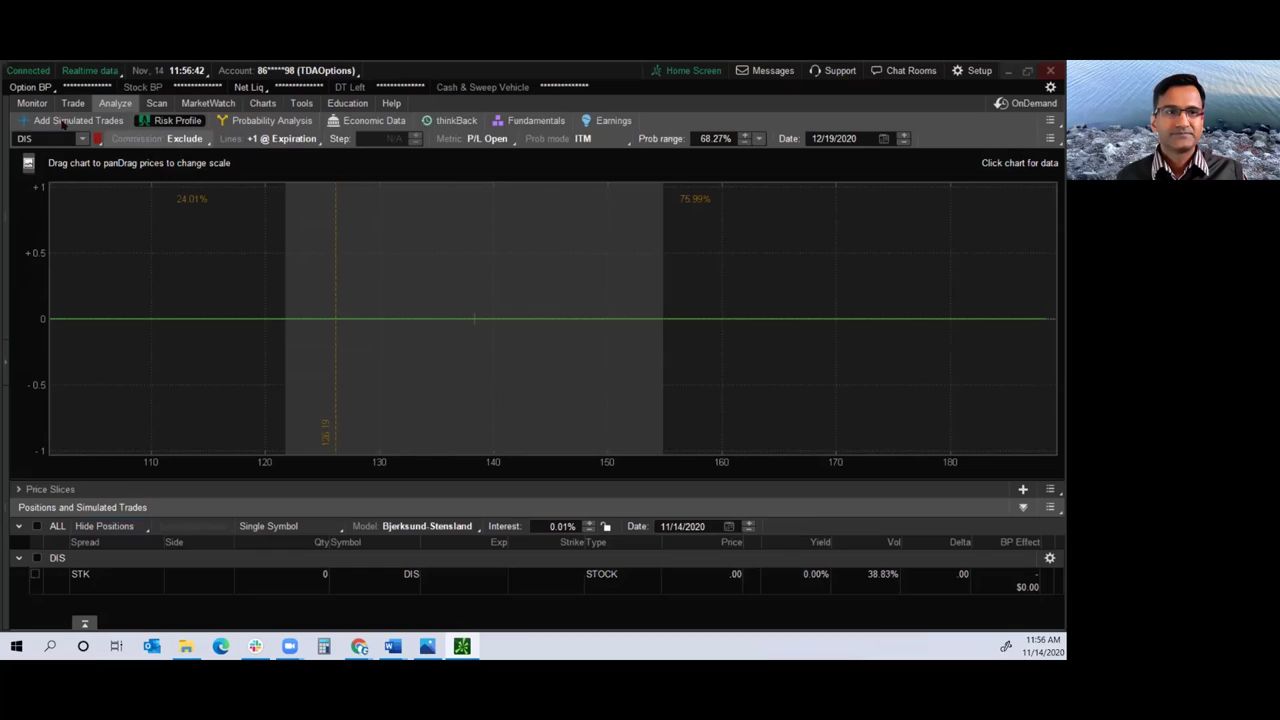 Connected Realtime data Nov, 14 11:56:42 Account: 86*****98 (TDAOptions) Home Screen Messages Support Chat Rooms Setup
Option BP ************** Stock BP ************** Net Liq ************** DT Left ************** Cash & Sweep Vehicle **************
Monitor Trade Analyze Scan MarketWatch Charts Tools Education Help OnDemand
Add Simulated Trades Risk Profile Probability Analysis Economic Data thinkBack Fundamentals Earnings
DIS Commission: Exclude Lines: +1 @ Expiration Step: N/A Metric: P/L Open Prob mode: ITM Prob range: 68.27% Date: 12/19/2020
Drag chart to panDrag prices to change scale Click chart for data
+ 1
24.01% 75.99%
+ 0.5
0
- 0.5
126.19
- 1
110 120 130 140 150 160 170 180
Price Slices
Positions and Simulated Trades
ALL Hide Positions Single Symbol Model: Bjerksund-Stensland Interest: 0.01% Date: 11/14/2020
Spread Side Qty Symbol Exp Strike Type Price Yield Vol Delta BP Effect
DIS
STK 0 DIS STOCK .00 0.00% 38.83% .00 -
$0.00
11:56 AM
11/14/2020